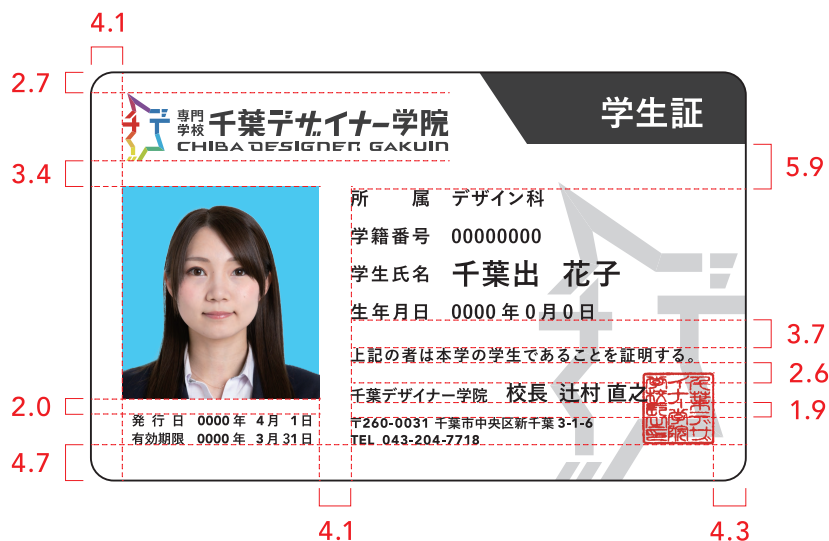 4.1
2.7
専門
学校
千葉デザイナー学院
CHIBA DESIGNER GAKUIN
学生証
3.4
5.9
所　属　デザイン科
学籍番号　00000000
学生氏名　千葉出　花子
生年月日　0000 年 0 月 0 日
3.7
上記の者は本学の学生であることを証明する。
2.6
千葉デザイナー学院　校長　辻村 直之
1.9
2.0
発 行 日　0000 年 4 月 1 日
有効期限　0000 年 3 月 31 日
〒260-0031 千葉市中央区新千葉 3-1-6
TEL 043-204-7718
4.7
4.1
4.3